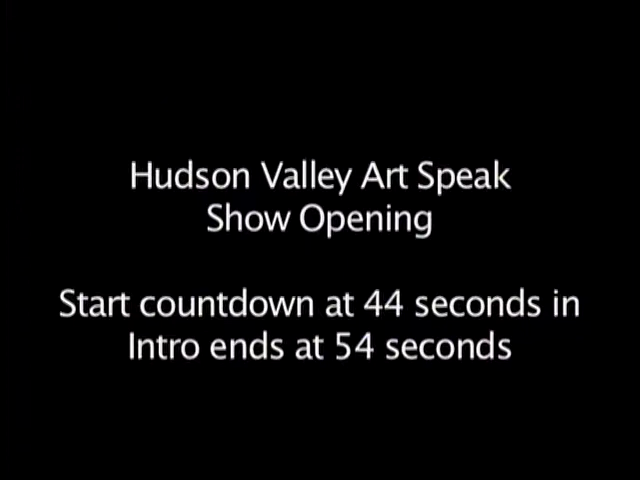 Hudson Valley Art Speak
Show Opening
Start countdown at 44 seconds in
Intro ends at 54 seconds